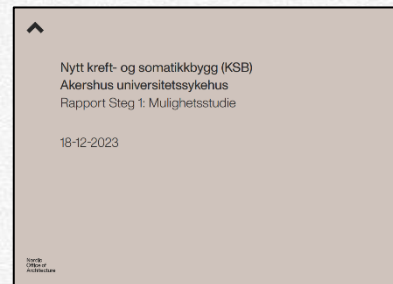 Nytt kreft- og somatikkbygg (KSB)
Akershus universitetssykehus
Rapport Steg 1: Mulighetsstudie
18-12-2023
Nordic
Office of
Architecture